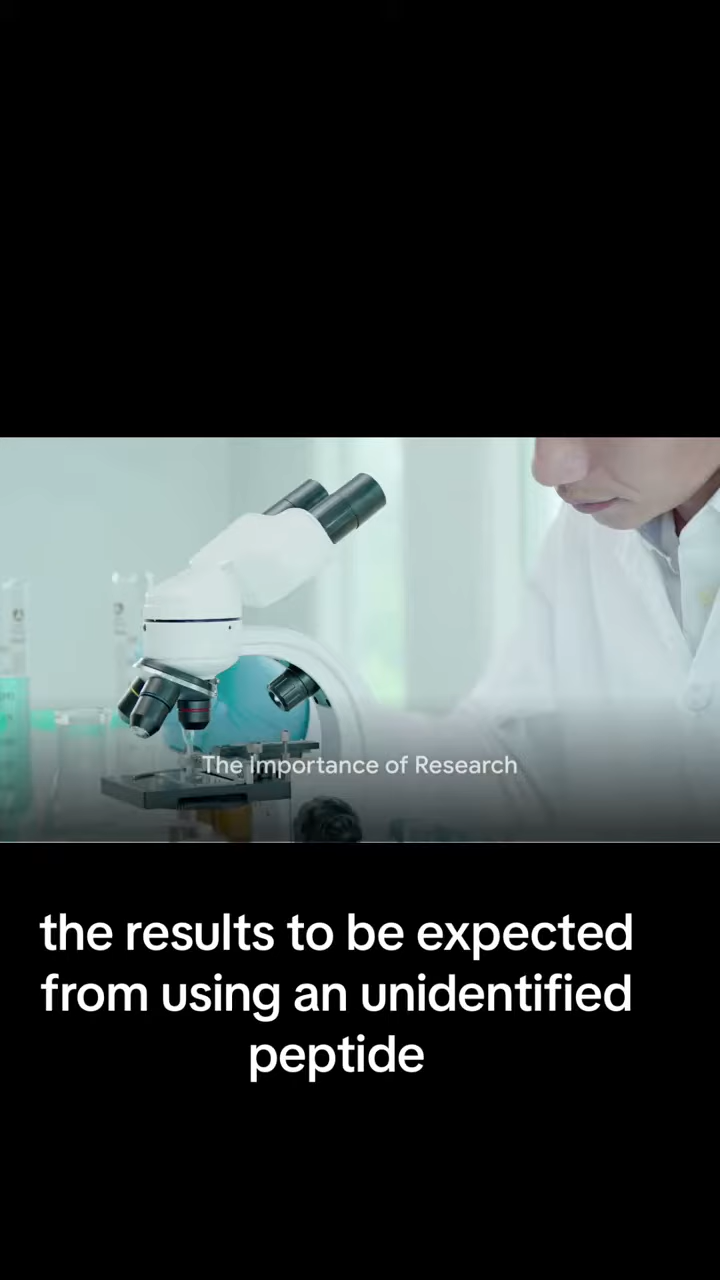 The Importance of Research
the results to be expected
from using an unidentified
peptide